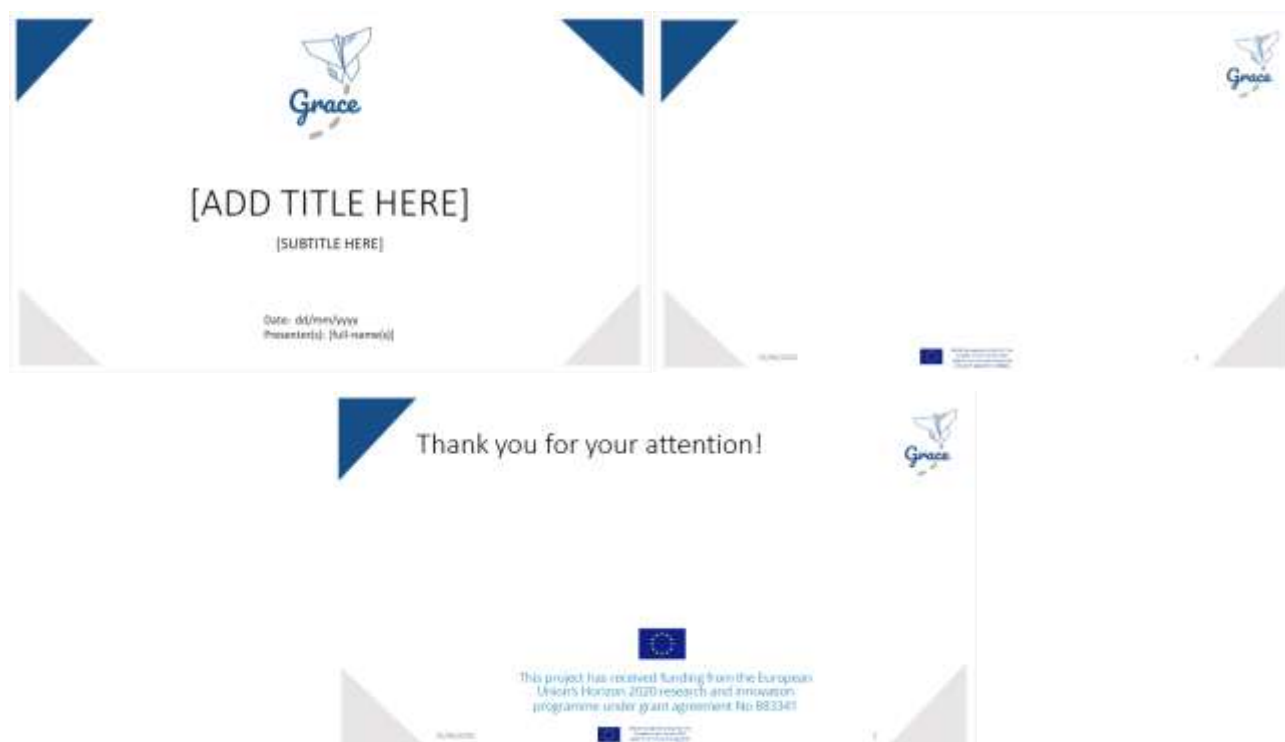 Grace
[ADD TITLE HERE]
[SUBTITLE HERE]
Date: dd/mm/yyyy
Presenter(s): [full-name(s)]
Grace
Thank you for your attention!
Grace
This project has received funding from the European
Union's Horizon 2020 research and innovation
programme under grant agreement No 883341